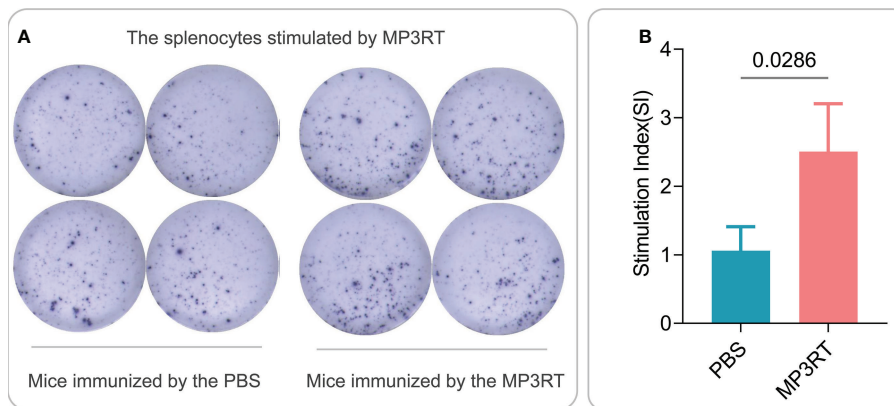 A
The splenocytes stimulated by MP3RT
Mice immunized by the PBS
Mice immunized by the MP3RT
B
0.0286
Stimulation Index(SI)
4
3
2
1
0
PBS
MP3RT